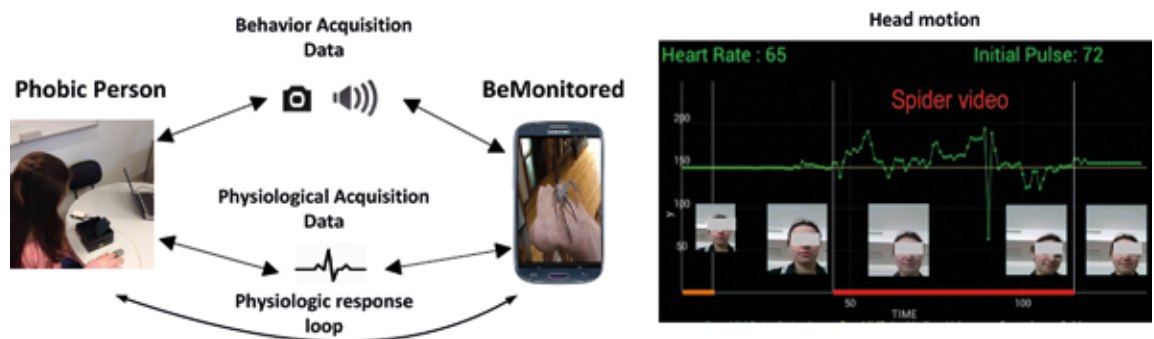 Behavior Acquisition
Data
Phobic Person
BeMonitored
Physiological Acquisition
Data
Physiologic response
loop
Head motion
Heart Rate : 65
Initial Pulse: 72
Spider video
200
150
100
50
y
50
100
TIME